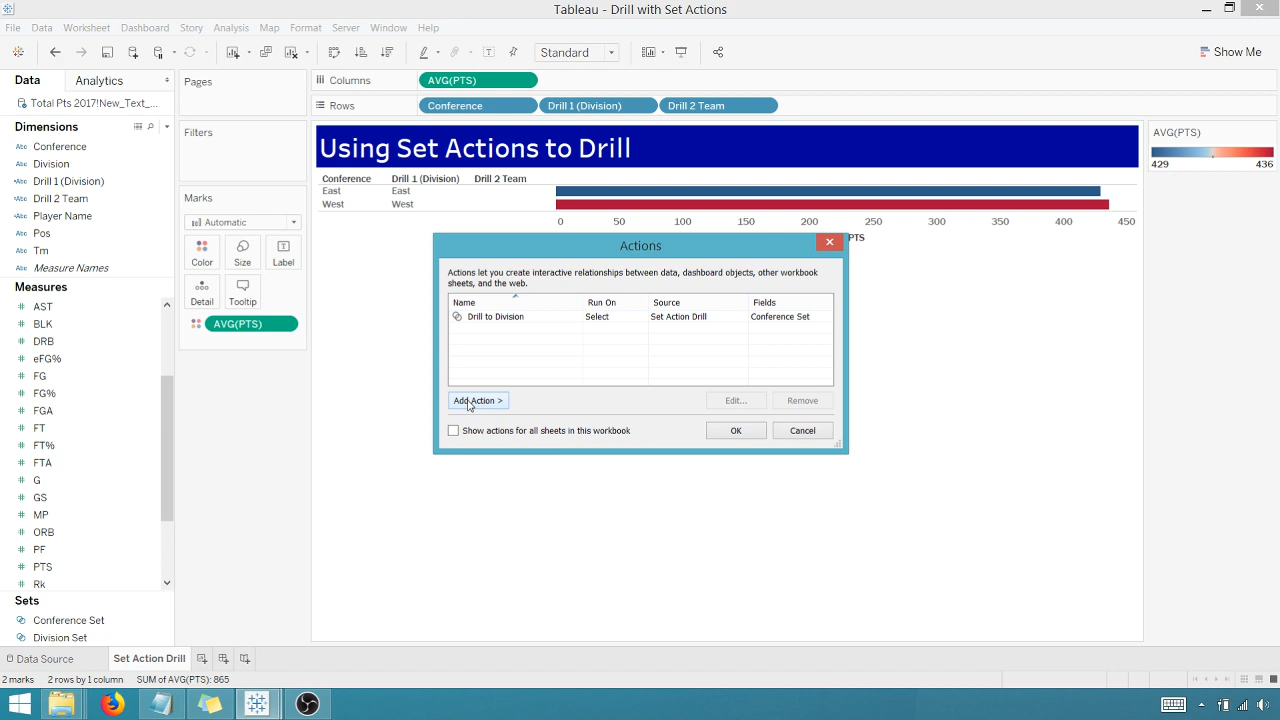 Tableau - Drill with Set Actions
File Data Worksheet Dashboard Story Analysis Map Format Server Window Help
Standard
Show Me
Data Analytics
Total Pts 2017!New_Text_...
Dimensions
Abc Conference
Abc Division
Abc Drill 1 (Division)
Abc Drill 2 Team
Abc Player Name
Abc Pos
Abc Tm
Abc Measure Names
Measures
# AST
# BLK
# DRB
# eFG%
# FG
# FG%
# FGA
# FT
# FT%
# FTA
# G
# GS
# MP
# ORB
# PF
# PTS
# Rk
Sets
Conference Set
Division Set
Pages
Filters
Marks
Automatic
Color Size Label
Detail Tooltip
AVG(PTS)
Columns AVG(PTS)
Rows Conference Drill 1 (Division) Drill 2 Team
Using Set Actions to Drill
Conference Drill 1 (Division) Drill 2 Team
East East
West West
0 50 100 150 200 250 300 350 400 450
PTS
AVG(PTS)
429 436
Actions
Actions let you create interactive relationships between data, dashboard objects, other workbook
sheets, and the web.
Name Run On Source Fields
Drill to Division Select Set Action Drill Conference Set
Add Action > Edit... Remove
Show actions for all sheets in this workbook OK Cancel
Data Source Set Action Drill
2 marks 2 rows by 1 column SUM of AVG(PTS): 865